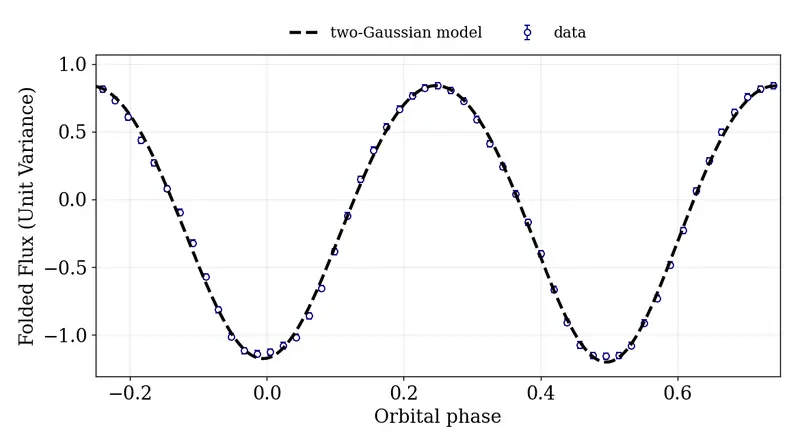 two-Gaussian model
data
Folded Flux (Unit Variance)
1.0
0.5
0.0
−0.5
−1.0
−0.2
0.0
0.2
0.4
0.6
Orbital phase